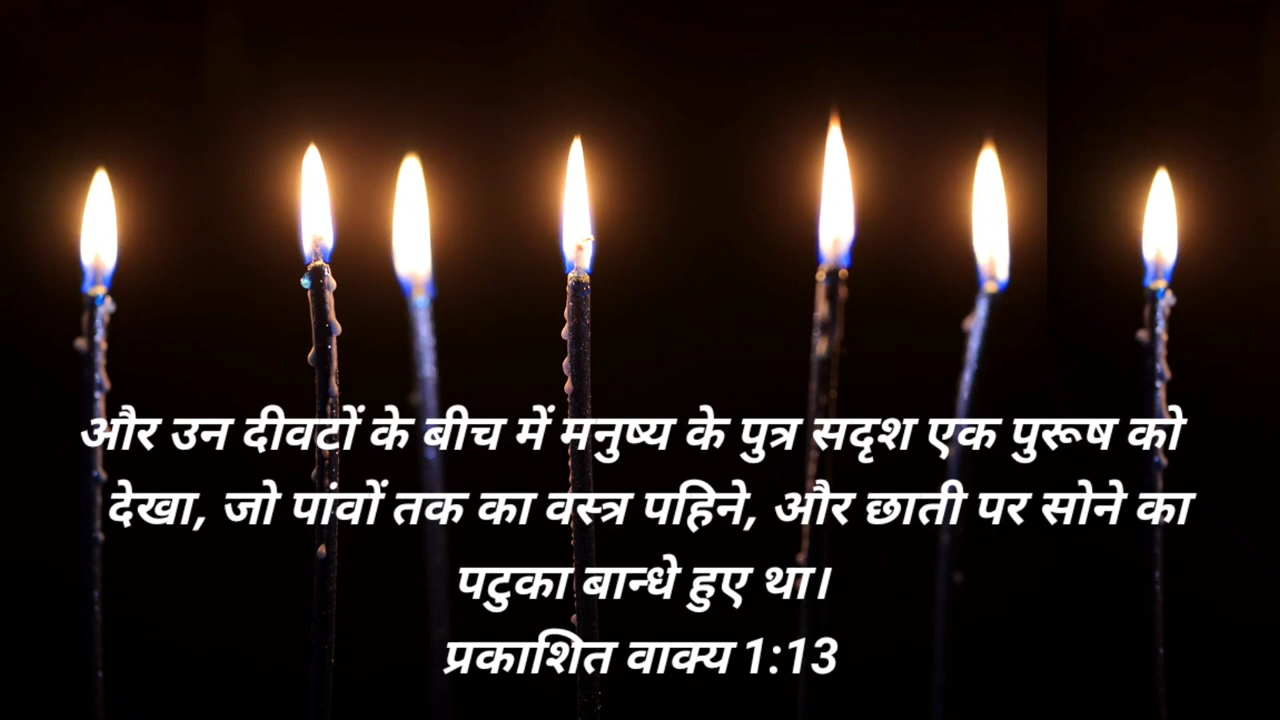 और उन दीवटों के बीच में मनुष्य के पुत्र सदृश एक पुरूष को
देखा, जो पांवों तक का वस्त्र पहिने, और छाती पर सोने का
पटुका बान्धे हुए था।
प्रकाशित वाक्य 1:13